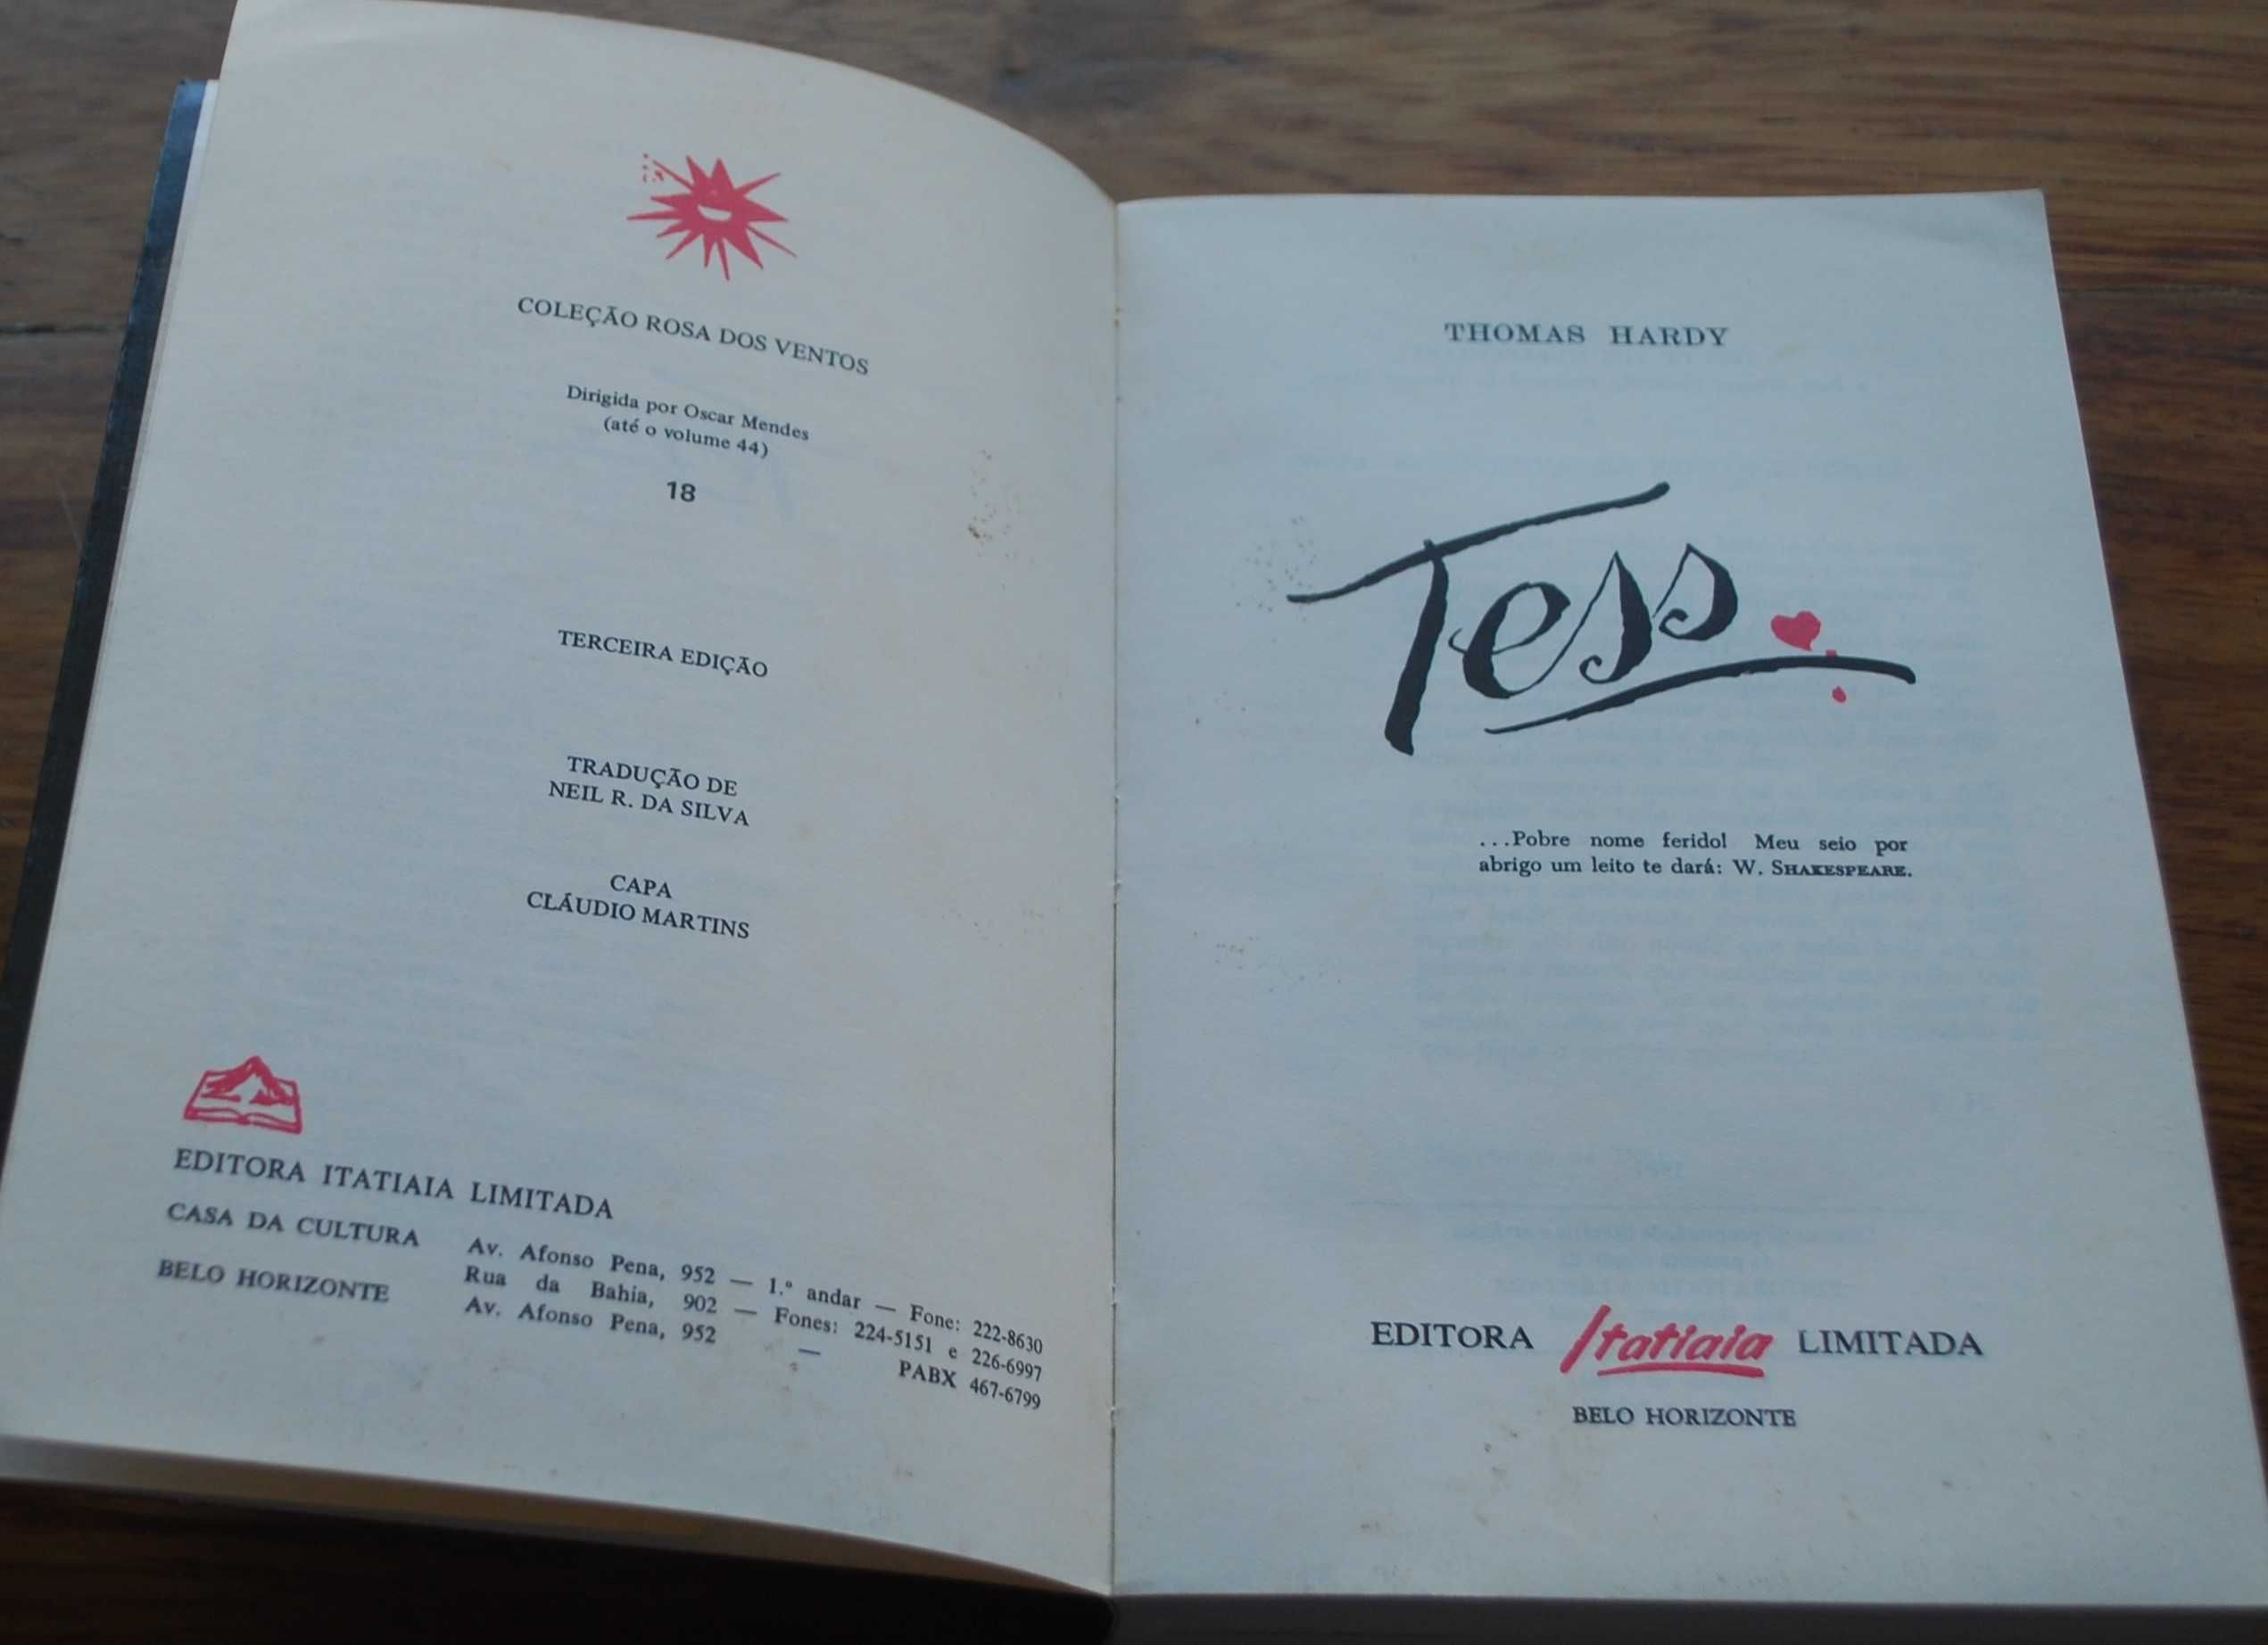 COLEÇÃO ROSA DOS VENTOS
Dirigida por Oscar Mendes
(até o volume 44)
18
TERCEIRA EDIÇÃO
TRADUÇÃO DE
NEIL R. DA SILVA
CAPA
CLÁUDIO MARTINS
EDITORA ITATIAIA LIMITADA
CASA DA CULTURA
BELO HORIZONTE
Av. Afonso Pena, 952 — 1.º andar — Fone: 222-8630
Rua da Bahia, 902 — Fones: 224-5151 e 226-6997
Av. Afonso Pena, 952 — PABX 467-6799
THOMAS HARDY
Tess
...Pobre nome ferido! Meu seio por
abrigo um leito te dará: W. SHAKESPEARE.
EDITORA Itatiaia LIMITADA
BELO HORIZONTE